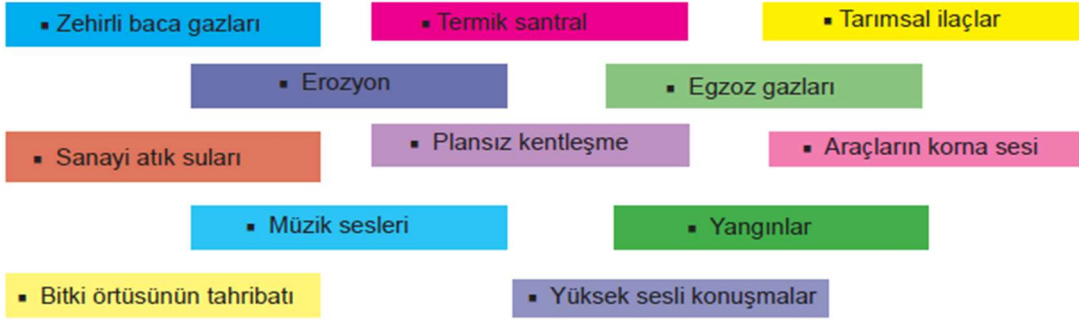 ▪ Zehirli baca gazları
▪ Termik santral
▪ Tarımsal ilaçlar
▪ Erozyon
▪ Egzoz gazları
▪ Sanayi atık suları
▪ Plansız kentleşme
▪ Araçların korna sesi
▪ Müzik sesleri
▪ Yangınlar
▪ Bitki örtüsünün tahribatı
▪ Yüksek sesli konuşmalar